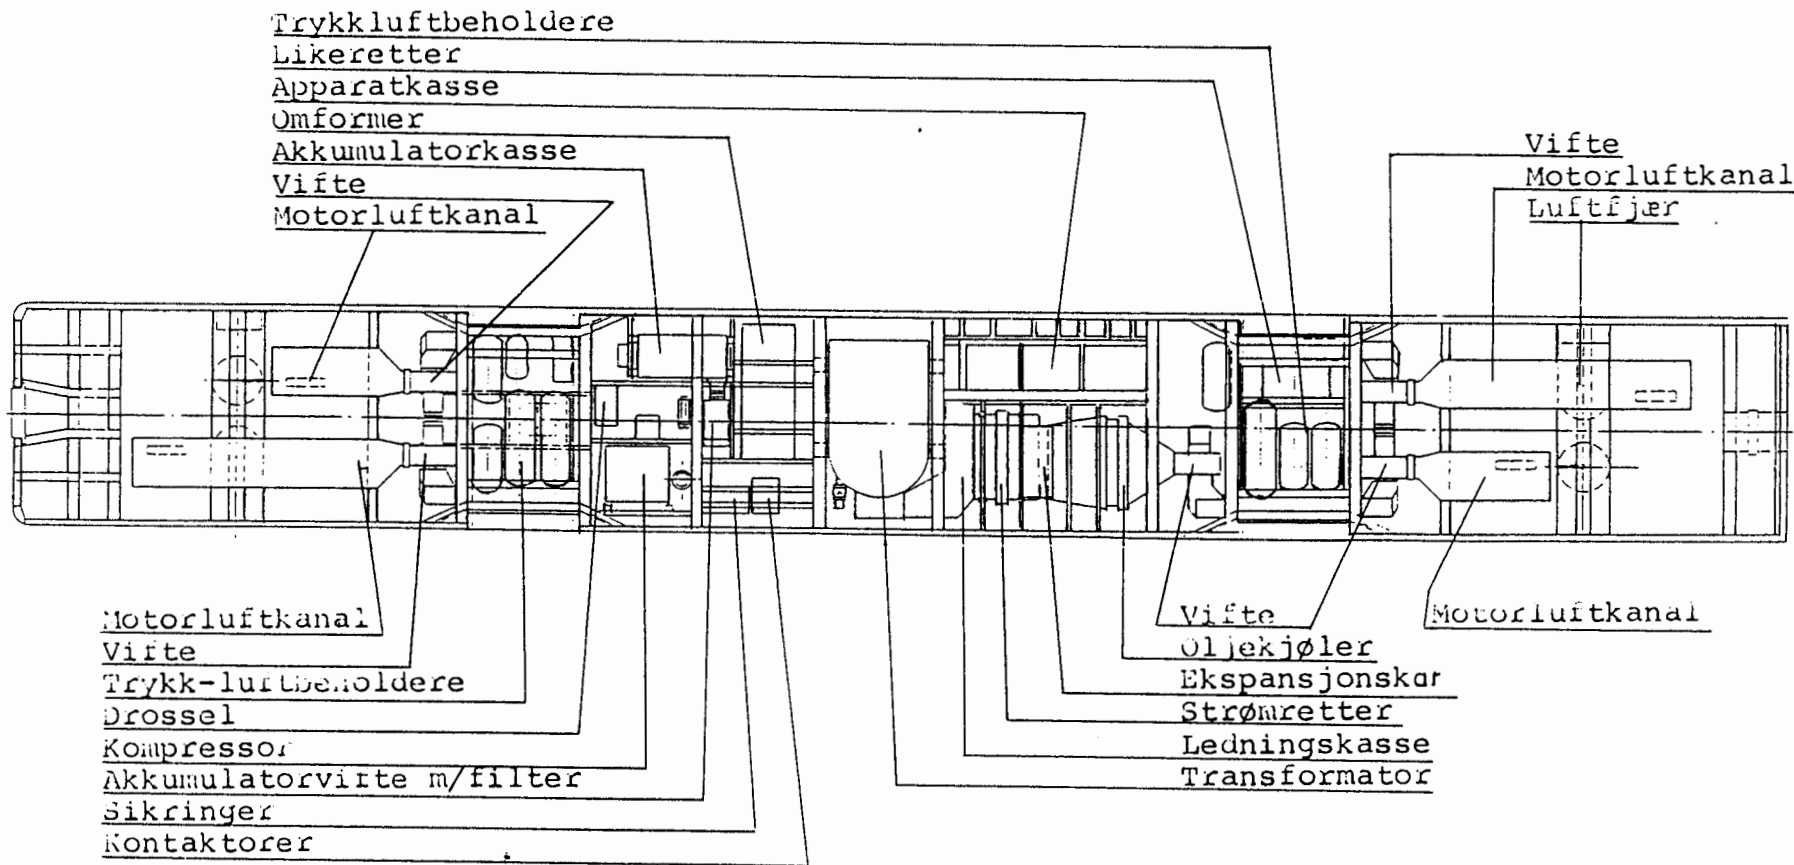 Trykkluftbeholdere
Likeretter
Apparatkasse
Omformer
Akkumulatorkasse
Vifte
Motorluftkanal
Vifte
Motorluftkanal
Luftfjær
Motorluftkanal
Vifte
Trykk-luftbeholdere
Drossel
Kompressor
Akkumulatorvifte m/filter
Sikringer
Kontaktorer
Vifte
Oljekjøler
Ekspansjonskar
Strømretter
Ledningskasse
Transformator
Motorluftkanal